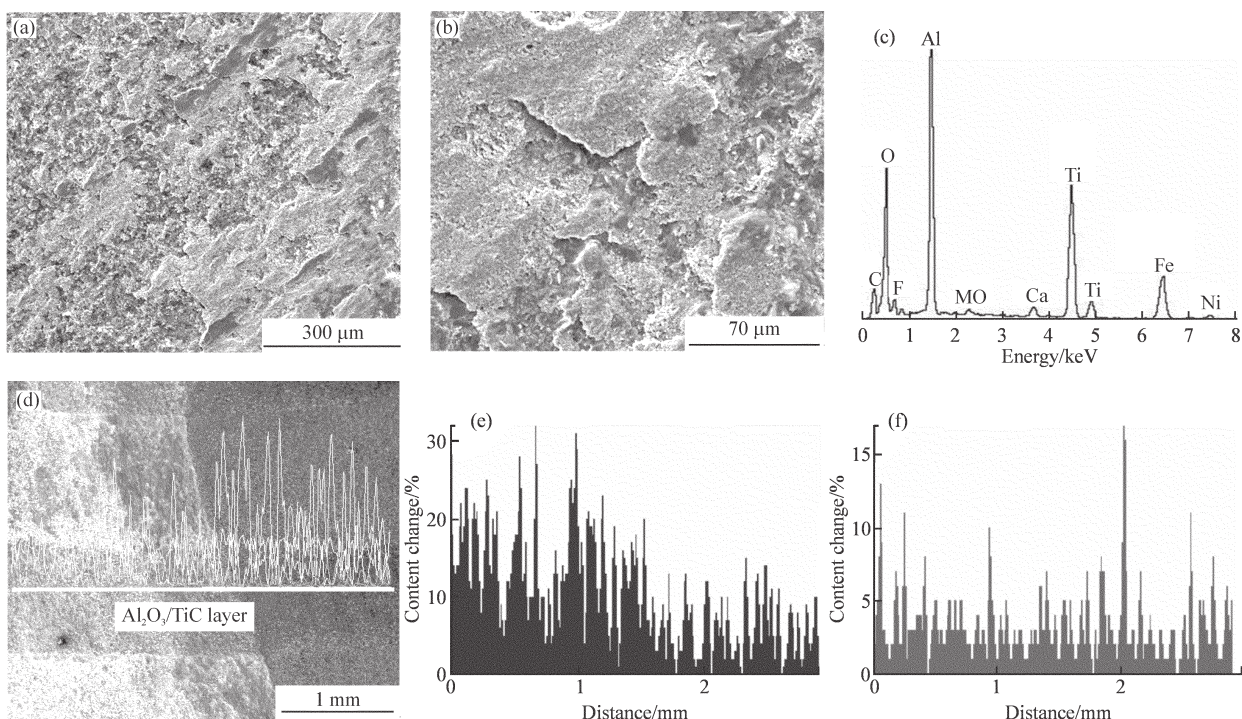 (a)
300 μm
(b)
70 μm
(c)
Al
O
Ti
C
F
MO
Ca
Ti
Fe
Ni
0 1 2 3 4 5 6 7 8
Energy/keV
(d)
Al₂O₃/TiC layer
1 mm
(e)
Content change/%
30
20
10
0
0 1 2
Distance/mm
(f)
Content change/%
15
10
5
0
0 1 2
Distance/mm